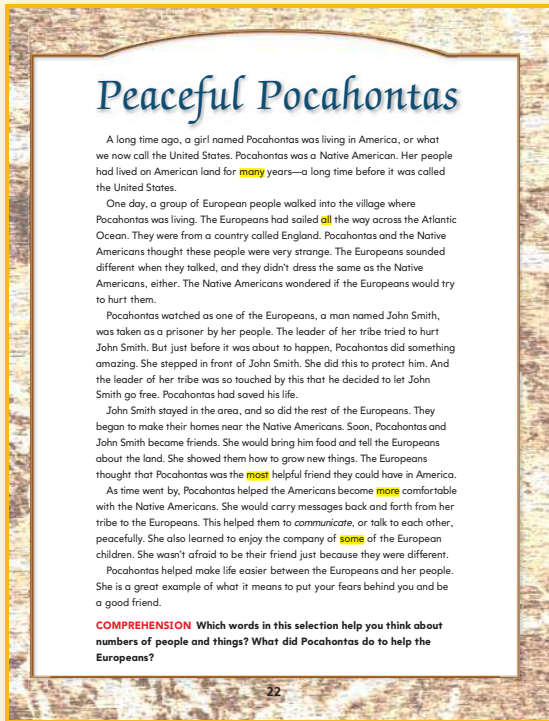 Peaceful Pocahontas
A long time ago, a girl named Pocahontas was living in America, or what
we now call the United States. Pocahontas was a Native American. Her people
had lived on American land for many years—a long time before it was called
the United States.
One day, a group of European people walked into the village where
Pocahontas was living. The Europeans had sailed all the way across the Atlantic
Ocean. They were from a country called England. Pocahontas and the Native
Americans thought these people were very strange. The Europeans sounded
different when they talked, and they didn't dress the same as the Native
Americans, either. The Native Americans wondered if the Europeans would try
to hurt them.
Pocahontas watched as one of the Europeans, a man named John Smith,
was taken as a prisoner by her people. The leader of her tribe tried to hurt
John Smith. But just before it was about to happen, Pocahontas did something
amazing. She stepped in front of John Smith. She did this to protect him. And
the leader of her tribe was so touched by this that he decided to let John
Smith go free. Pocahontas had saved his life.
John Smith stayed in the area, and so did the rest of the Europeans. They
began to make their homes near the Native Americans. Soon, Pocahontas and
John Smith became friends. She would bring him food and tell the Europeans
about the land. She showed them how to grow new things. The Europeans
thought that Pocahontas was the most helpful friend they could have in America.
As time went by, Pocahontas helped the Americans become more comfortable
with the Native Americans. She would carry messages back and forth from her
tribe to the Europeans. This helped them to communicate, or talk to each other,
peacefully. She also learned to enjoy the company of some of the European
children. She wasn't afraid to be their friend just because they were different.
Pocahontas helped make life easier between the Europeans and her people.
She is a great example of what it means to put your fears behind you and be
a good friend.
COMPREHENSION Which words in this selection help you think about
numbers of people and things? What did Pocahontas do to help the
Europeans?
22